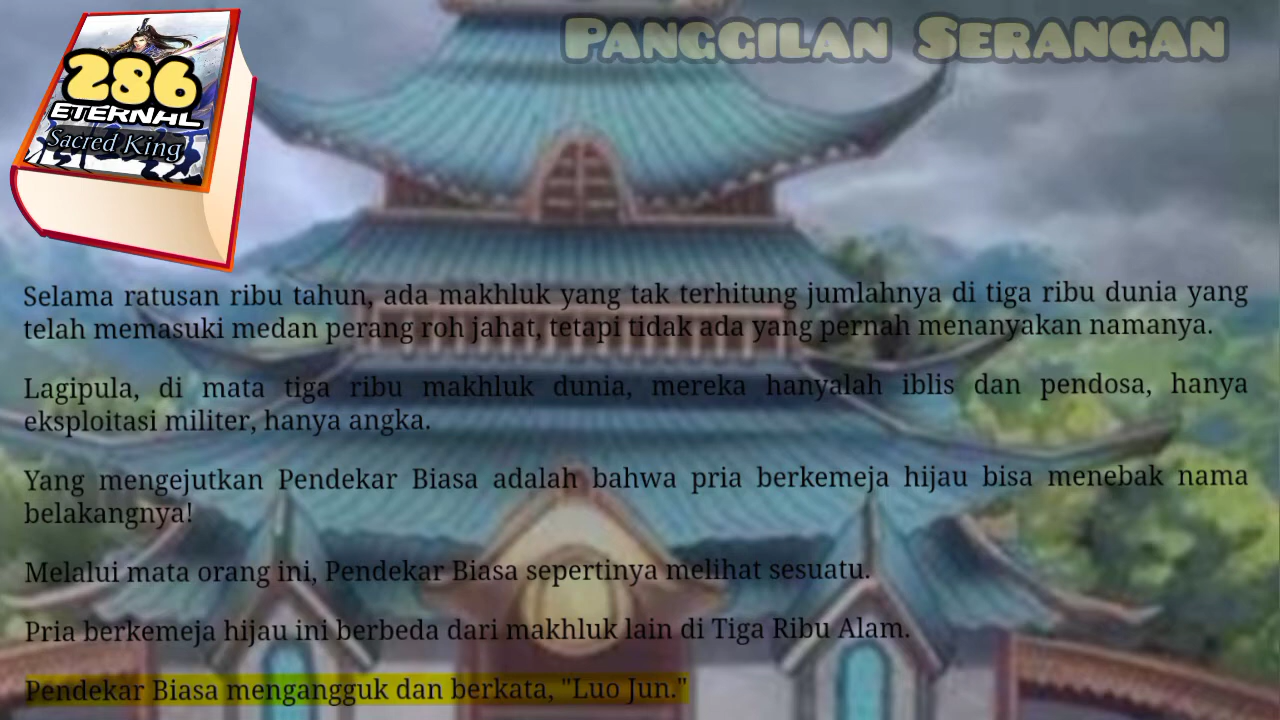 Panggilan Serangan
286
ETERNAL
Sacred King
Selama ratusan ribu tahun, ada makhluk yang tak terhitung jumlahnya di tiga ribu dunia yang
telah memasuki medan perang roh jahat, tetapi tidak ada yang pernah menanyakan namanya.
Lagipula, di mata tiga ribu makhluk dunia, mereka hanyalah iblis dan pendosa, hanya
eksploitasi militer, hanya angka.
Yang mengejutkan Pendekar Biasa adalah bahwa pria berkemeja hijau bisa menebak nama
belakangnya!
Melalui mata orang ini, Pendekar Biasa sepertinya melihat sesuatu.
Pria berkemeja hijau ini berbeda dari makhluk lain di Tiga Ribu Alam.
Pendekar Biasa mengangguk dan berkata, "Luo Jun."